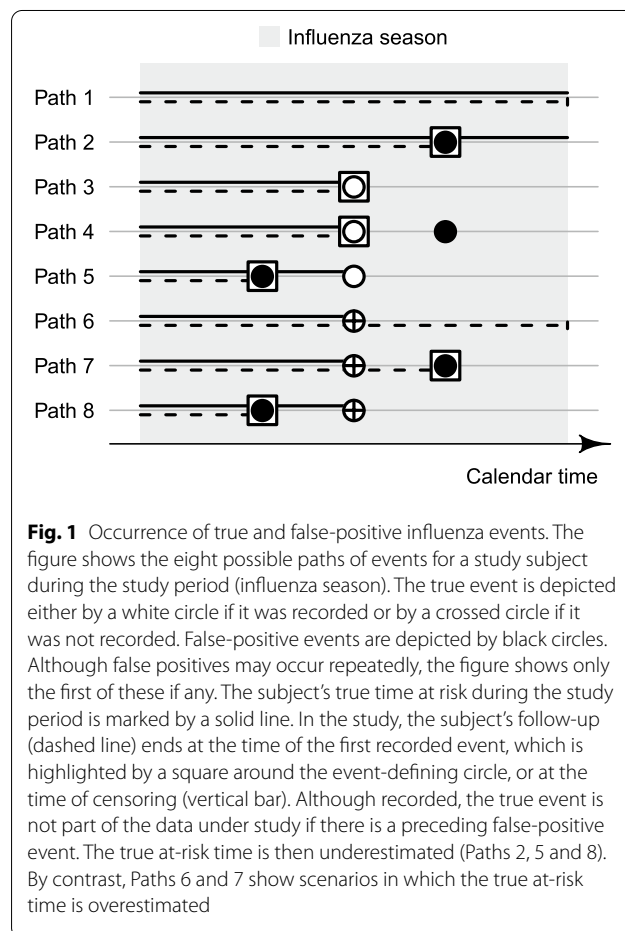 Influenza season
Path 1
Path 2
Path 3
Path 4
Path 5
Path 6
Path 7
Path 8
Calendar time
Fig. 1 Occurrence of true and false-positive influenza events. The
figure shows the eight possible paths of events for a study subject
during the study period (influenza season). The true event is depicted
either by a white circle if it was recorded or by a crossed circle if it
was not recorded. False-positive events are depicted by black circles.
Although false positives may occur repeatedly, the figure shows only
the first of these if any. The subject's true time at risk during the study
period is marked by a solid line. In the study, the subject's follow-up
(dashed line) ends at the time of the first recorded event, which is
highlighted by a square around the event-defining circle, or at the
time of censoring (vertical bar). Although recorded, the true event is
not part of the data under study if there is a preceding false-positive
event. The true at-risk time is then underestimated (Paths 2, 5 and 8).
By contrast, Paths 6 and 7 show scenarios in which the true at-risk
time is overestimated